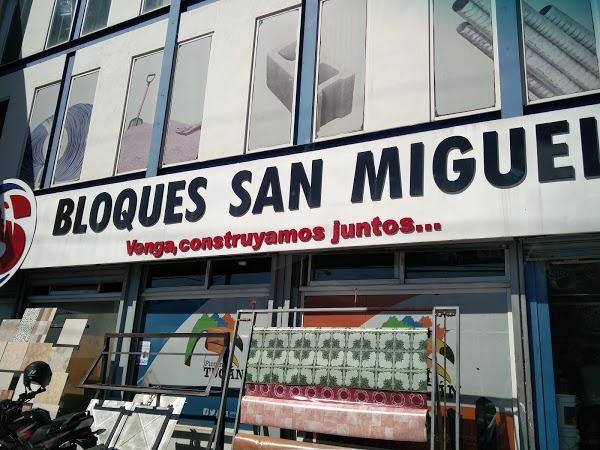 BLOQUES SAN MIGUEL
Venga, construyamos juntos...